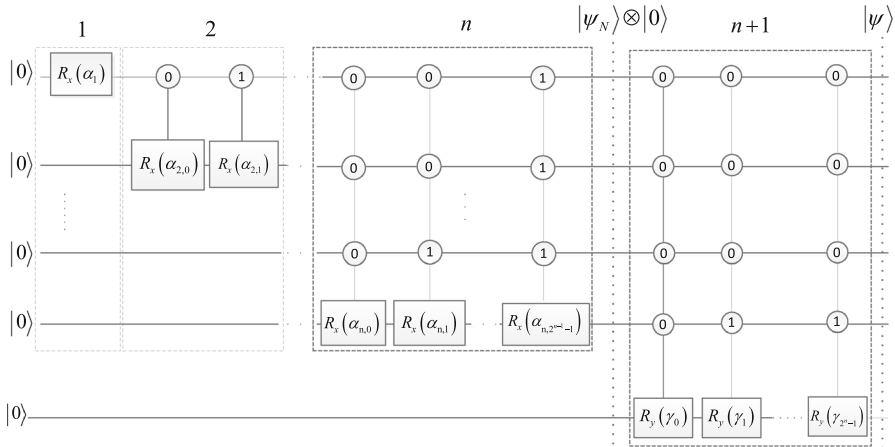 1 2 n |ψ_N⟩⊗|0⟩ n+1 |ψ⟩
|0⟩ R_x(α_1) 0 1 0 0 1 0 0 0
|0⟩ R_x(α_{2,0}) R_x(α_{2,1}) 0 0 1 0 0 0
|0⟩ 0 1 1 0 0 0
|0⟩ R_x(α_{n,0}) R_x(α_{n,1}) R_x(α_{n,2^{n-1}-1}) 0 1 1
|0⟩ R_y(γ_0) R_y(γ_1) R_y(γ_{2^n-1})